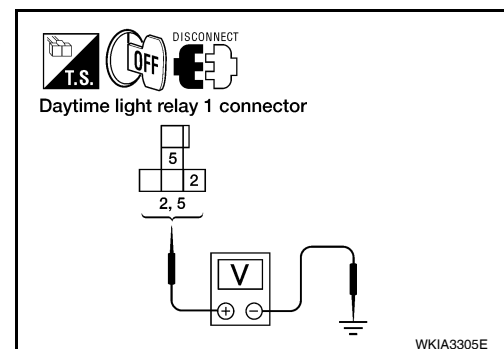 DISCONNECT
T.S.
OFF
Daytime light relay 1 connector
5
2
2, 5
V
+ −
WKIA3305E